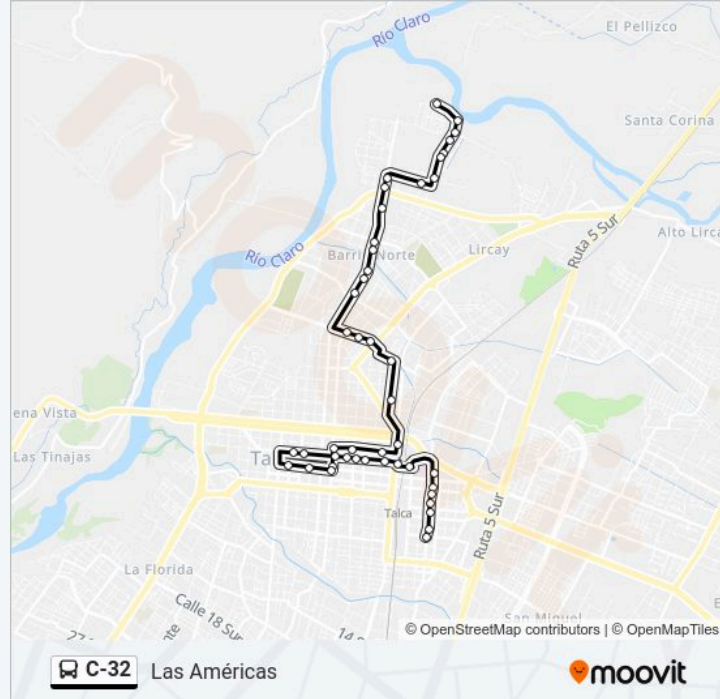 Río Claro
El Pellizco
Santa Corina
Ruta 5 Sur
Alto Lirca
Río Claro
Barrio Norte
Lircay
ena Vista
Las Tinajas
Ta
Talca
Ruta 5 Sur
La Florida
Calle 18 Sur
San Miguel
© OpenStreetMap contributors | © OpenMapTiles
C-32 Las Américas
moovit